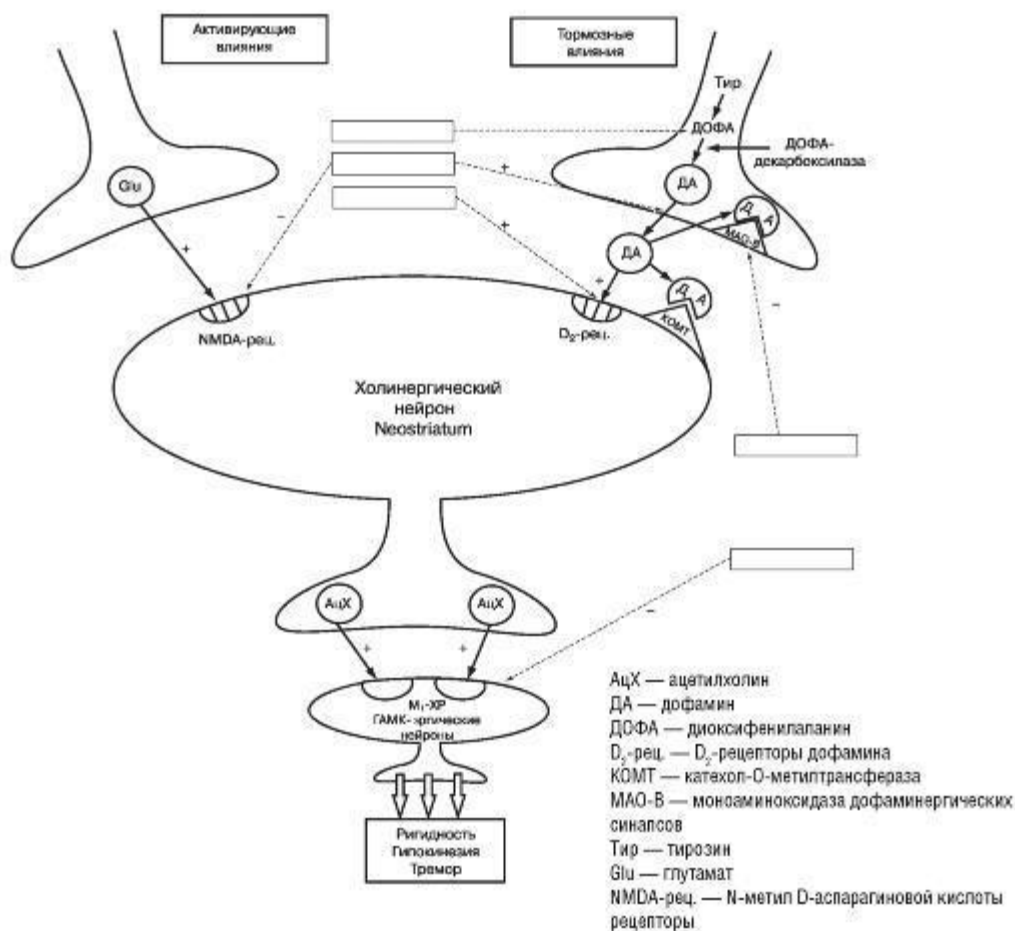 Активирующие
влияния
Тормозные
влияния
Тир
ДОФА
ДОФА-
декарбексилаза
+
ДА
Glu
–
+
+
Д А
МАО-В
+
ДА
+
Д А
КОМТ
–
NMDA-рец.
D₂-рец.
Холинергический
нейрон
Neostriatum
АцХ
АцХ
–
+
+
М₁-ХР
ГАМК-эргические
нейроны
Ригидность
Гипокинезия
Тремор
АцХ — ацетилхолин
ДА — дофамин
ДОФА — диоксифенилаланин
D₂-рец. — D₂-рецепторы дофамина
КОМТ — катехол-О-метилтрансфераза
МАО-В — моноаминоксидаза дофаминергических
синапсов
Тир — тирозин
Glu — глутамат
NMDA-рец. — N-метил D-аспарагиновой кислоты
рецепторы